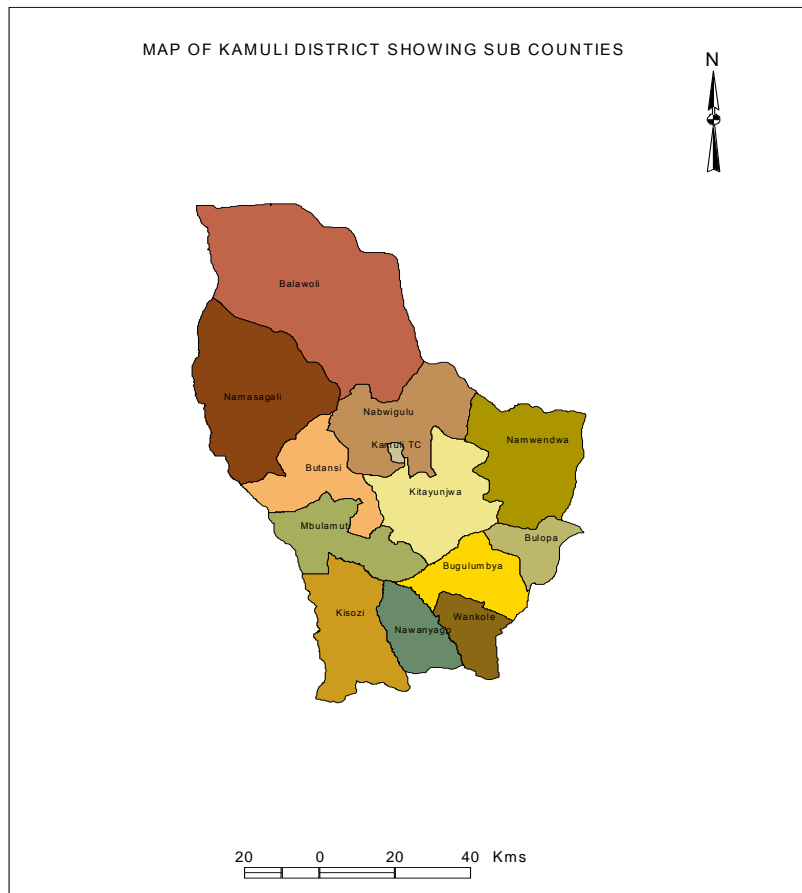 MAP OF KAMULI DISTRICT SHOWING SUB COUNTIES
N
Balawoli
Namasagali
Nabwigulu
Kamuli TC
Namwendwa
Butansi
Kitayunjwa
Mbulamut
Bulopa
Bugulumbya
Kisozi
Wankole
Nawanyago
20 0 20 40 Kms